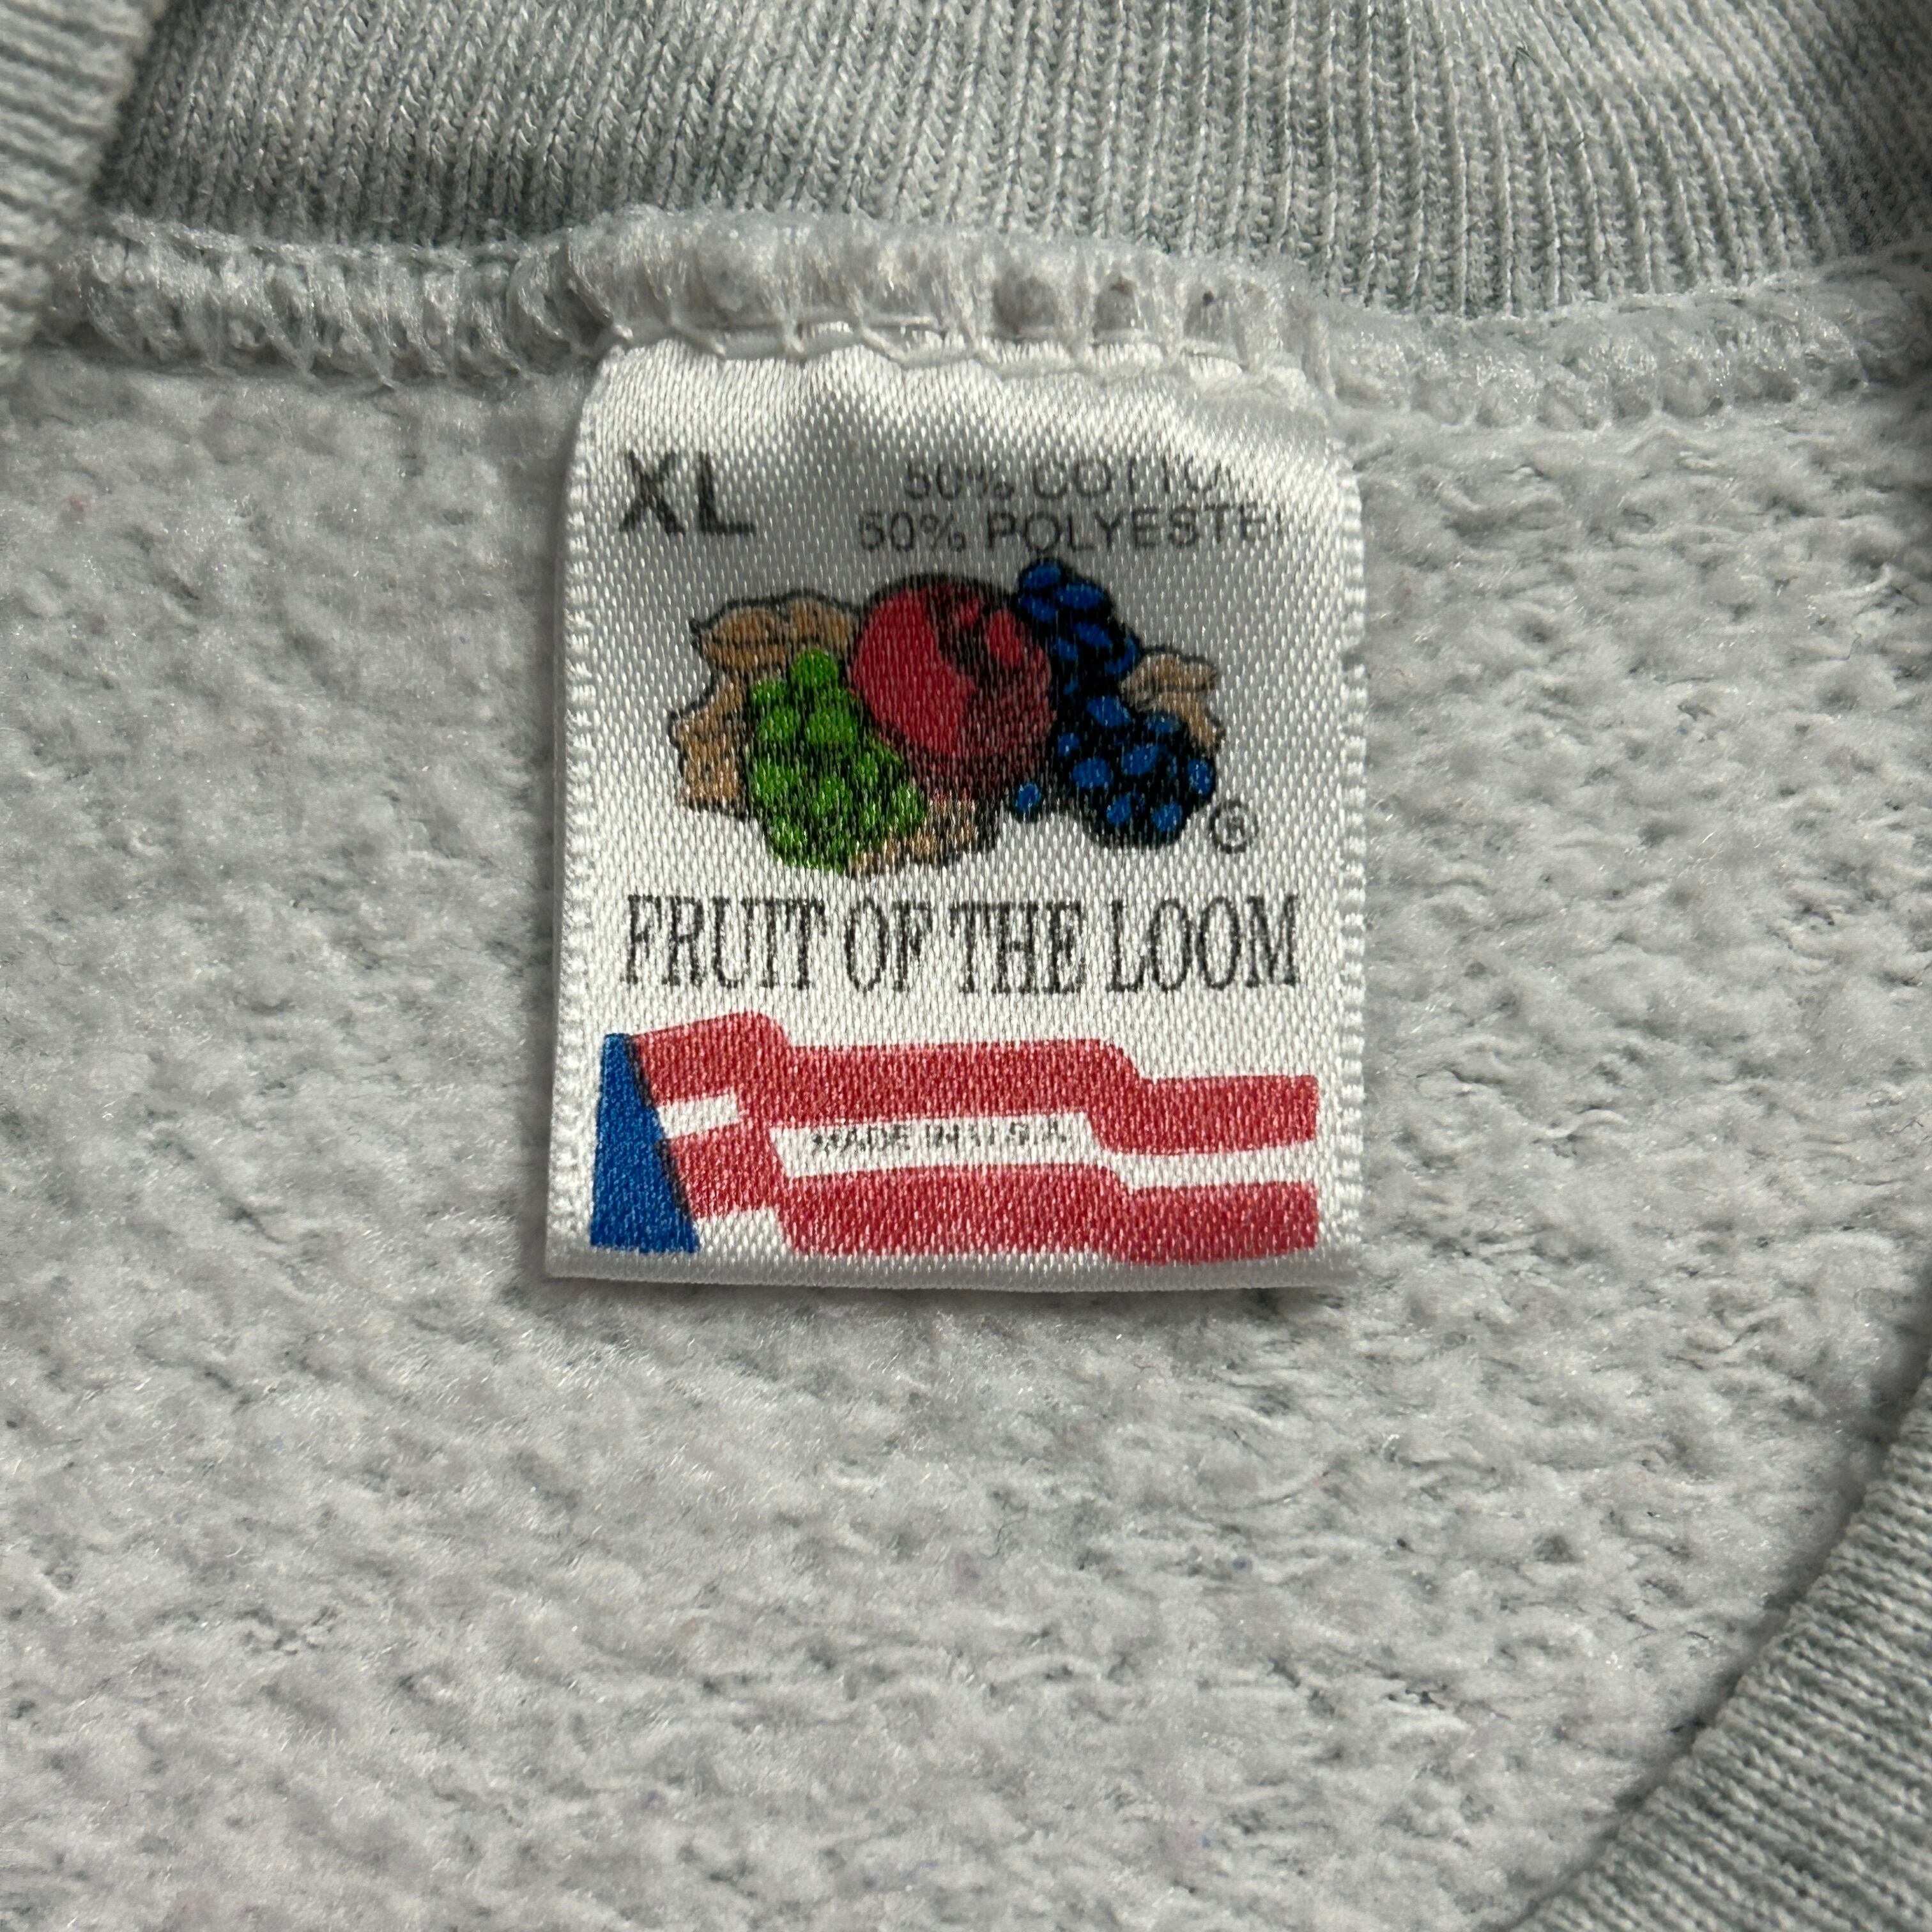 XL
50% COTTON
50% POLYESTER
®
FRUIT OF THE LOOM
MADE IN U.S.A.